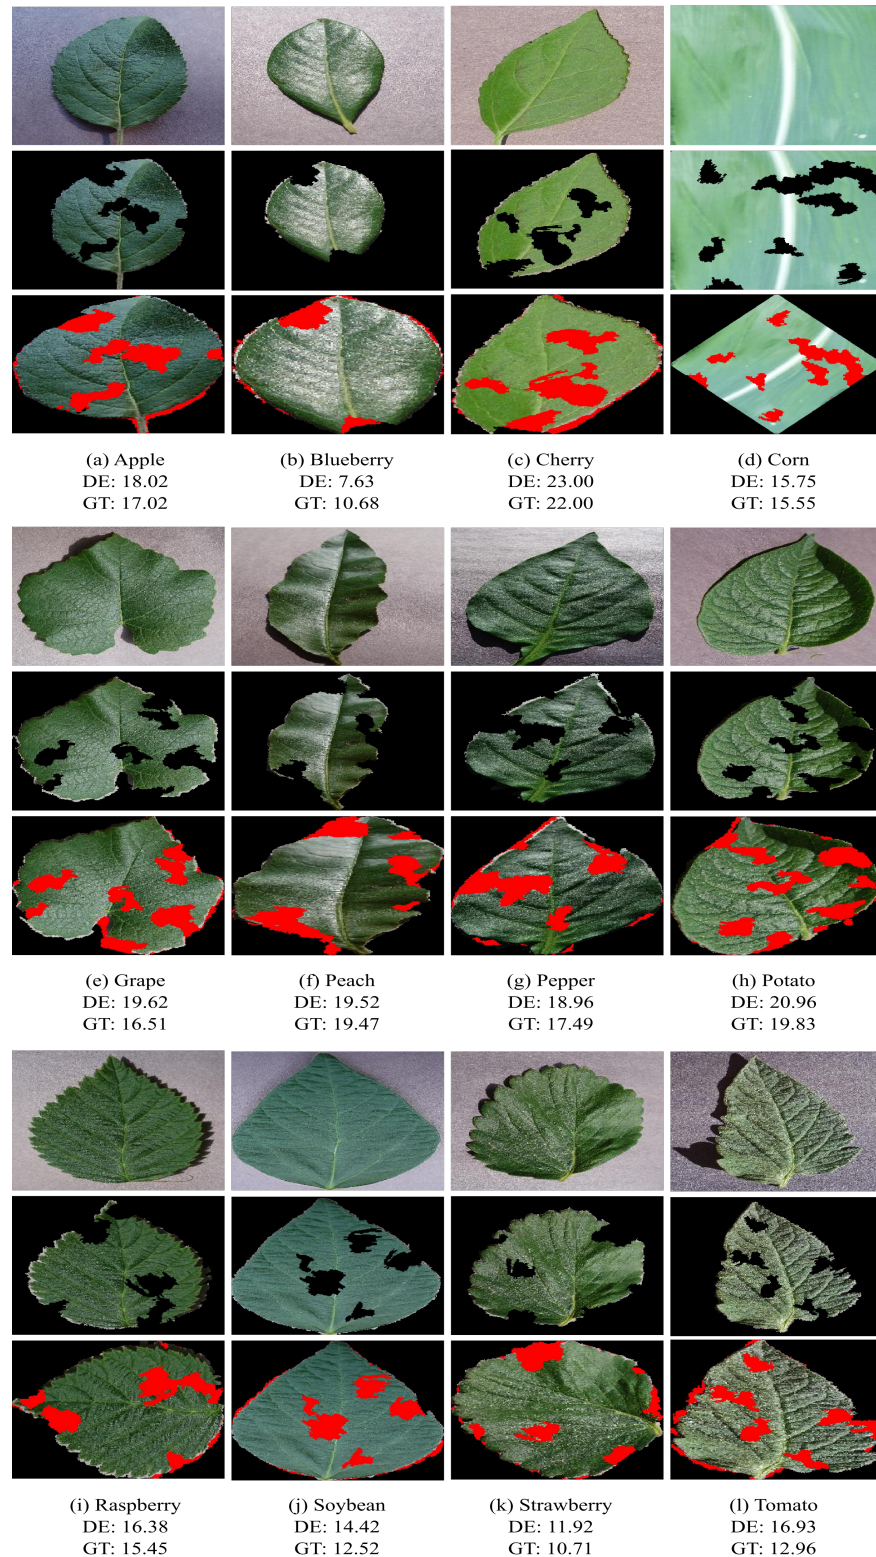 (a) Apple
DE: 18.02
GT: 17.02
(b) Blueberry
DE: 7.63
GT: 10.68
(c) Cherry
DE: 23.00
GT: 22.00
(d) Corn
DE: 15.75
GT: 15.55
(e) Grape
DE: 19.62
GT: 16.51
(f) Peach
DE: 19.52
GT: 19.47
(g) Pepper
DE: 18.96
GT: 17.49
(h) Potato
DE: 20.96
GT: 19.83
(i) Raspberry
DE: 16.38
GT: 15.45
(j) Soybean
DE: 14.42
GT: 12.52
(k) Strawberry
DE: 11.92
GT: 10.71
(l) Tomato
DE: 16.93
GT: 12.96